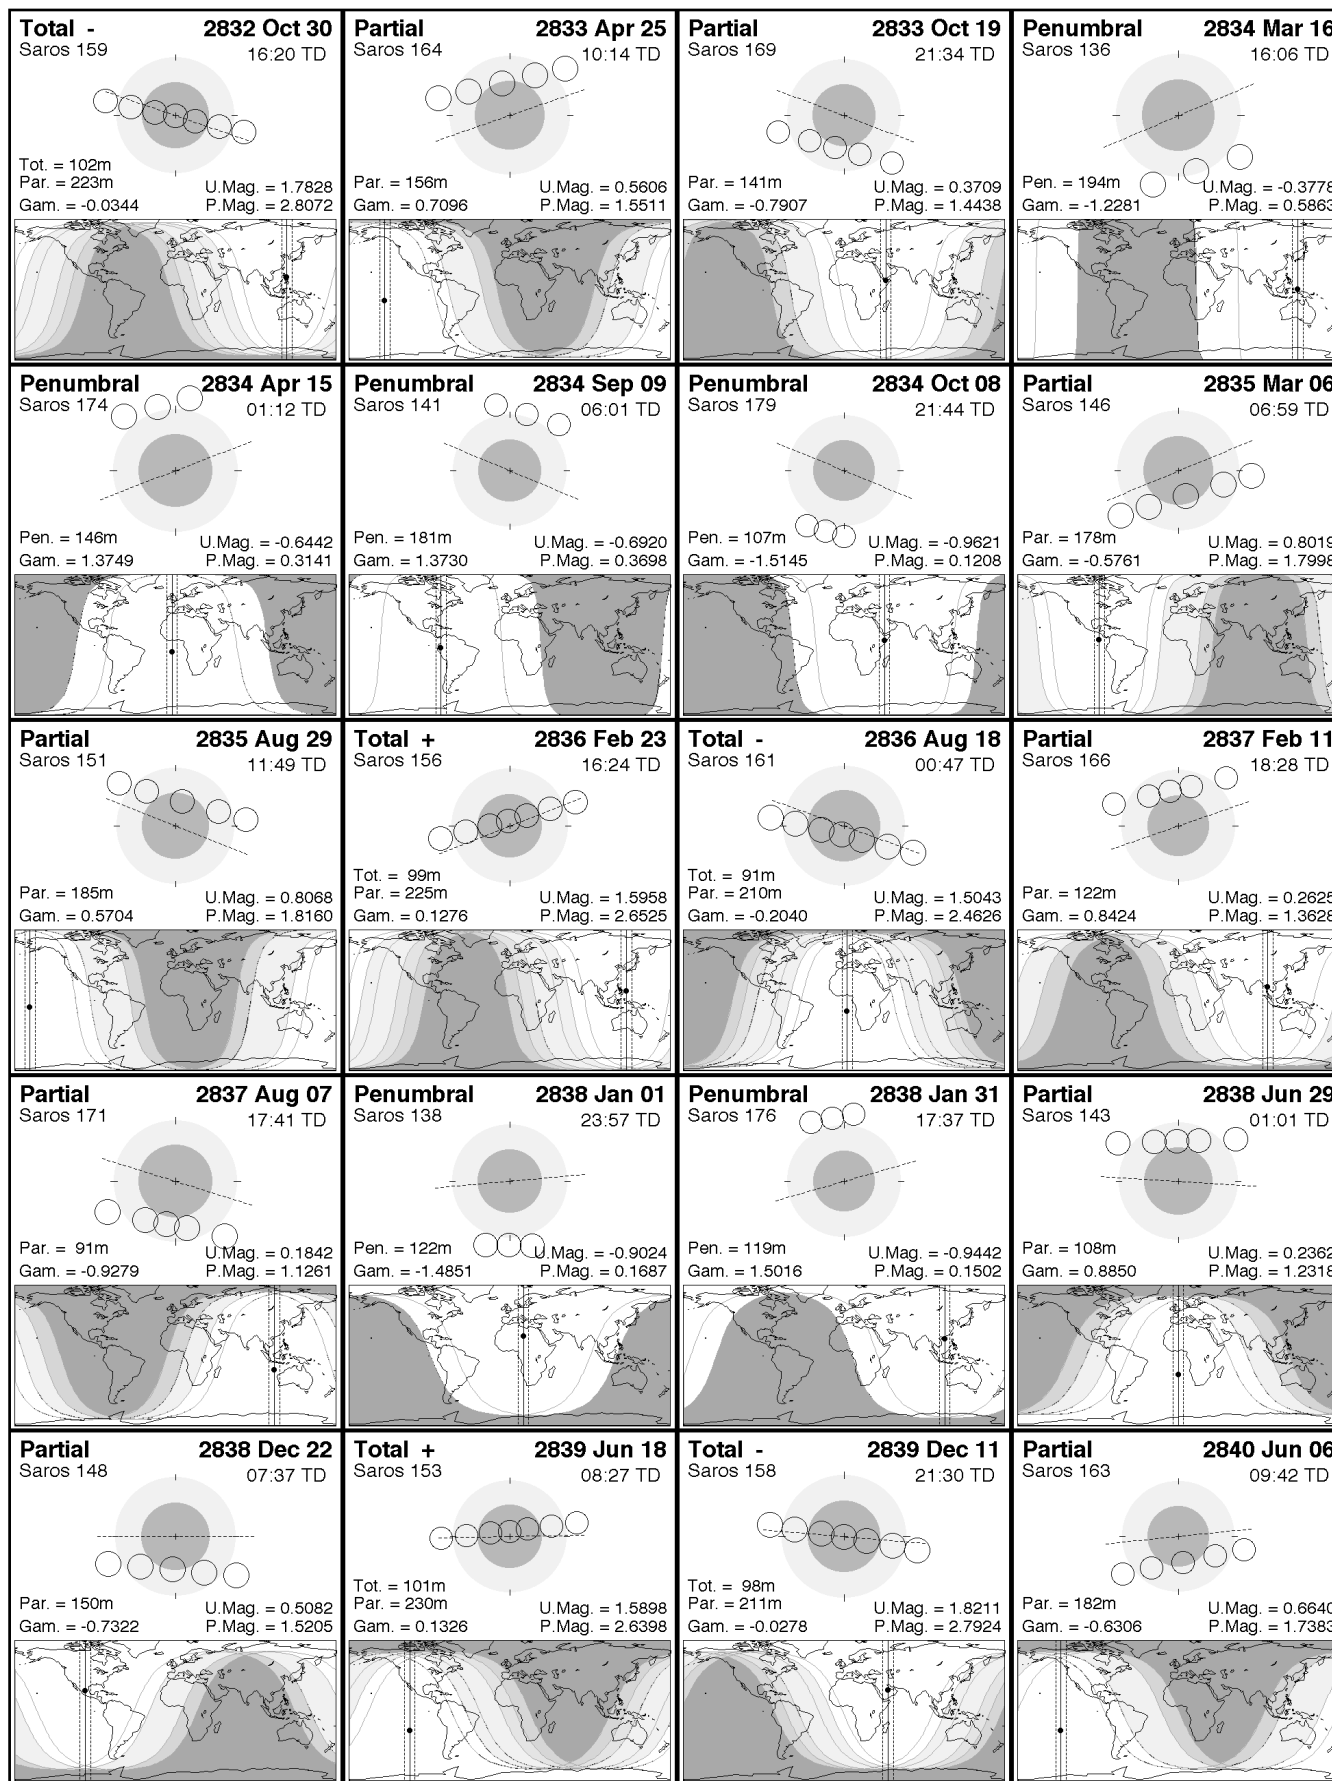 Total - 2832 Oct 30
Saros 159 16:20 TD
Tot. = 102m
Par. = 223m U.Mag. = 1.7828
Gam. = -0.0344 P.Mag. = 2.8072
Partial 2833 Apr 25
Saros 164 10:14 TD
Par. = 156m U.Mag. = 0.5606
Gam. = 0.7096 P.Mag. = 1.5511
Partial 2833 Oct 19
Saros 169 21:34 TD
Par. = 141m U.Mag. = 0.3709
Gam. = -0.7907 P.Mag. = 1.4438
Penumbral 2834 Mar 16
Saros 136 16:06 TD
Pen. = 194m U.Mag. = -0.3778
Gam. = -1.2281 P.Mag. = 0.5863
Penumbral 2834 Apr 15
Saros 174 01:12 TD
Pen. = 146m U.Mag. = -0.6442
Gam. = 1.3749 P.Mag. = 0.3141
Penumbral 2834 Sep 09
Saros 141 06:01 TD
Pen. = 181m U.Mag. = -0.6920
Gam. = 1.3730 P.Mag. = 0.3698
Penumbral 2834 Oct 08
Saros 179 21:44 TD
Pen. = 107m U.Mag. = -0.9621
Gam. = -1.5145 P.Mag. = 0.1208
Partial 2835 Mar 06
Saros 146 06:59 TD
Par. = 178m U.Mag. = 0.8019
Gam. = -0.5761 P.Mag. = 1.7998
Partial 2835 Aug 29
Saros 151 11:49 TD
Par. = 185m U.Mag. = 0.8068
Gam. = 0.5704 P.Mag. = 1.8160
Total + 2836 Feb 23
Saros 156 16:24 TD
Tot. = 99m
Par. = 225m U.Mag. = 1.5958
Gam. = 0.1276 P.Mag. = 2.6525
Total - 2836 Aug 18
Saros 161 00:47 TD
Tot. = 91m
Par. = 210m U.Mag. = 1.5043
Gam. = -0.2040 P.Mag. = 2.4626
Partial 2837 Feb 11
Saros 166 18:28 TD
Par. = 122m U.Mag. = 0.2625
Gam. = 0.8424 P.Mag. = 1.3628
Partial 2837 Aug 07
Saros 171 17:41 TD
Par. = 91m U.Mag. = 0.1842
Gam. = -0.9279 P.Mag. = 1.1261
Penumbral 2838 Jan 01
Saros 138 23:57 TD
Pen. = 122m U.Mag. = -0.9024
Gam. = -1.4851 P.Mag. = 0.1687
Penumbral 2838 Jan 31
Saros 176 17:37 TD
Pen. = 119m U.Mag. = -0.9442
Gam. = 1.5016 P.Mag. = 0.1502
Partial 2838 Jun 29
Saros 143 01:01 TD
Par. = 108m U.Mag. = 0.2362
Gam. = 0.8850 P.Mag. = 1.2318
Partial 2838 Dec 22
Saros 148 07:37 TD
Par. = 150m U.Mag. = 0.5082
Gam. = -0.7322 P.Mag. = 1.5205
Total + 2839 Jun 18
Saros 153 08:27 TD
Tot. = 101m
Par. = 230m U.Mag. = 1.5898
Gam. = 0.1326 P.Mag. = 2.6398
Total - 2839 Dec 11
Saros 158 21:30 TD
Tot. = 98m
Par. = 211m U.Mag. = 1.8211
Gam. = -0.0278 P.Mag. = 2.7924
Partial 2840 Jun 06
Saros 163 09:42 TD
Par. = 182m U.Mag. = 0.6640
Gam. = -0.6306 P.Mag. = 1.7383